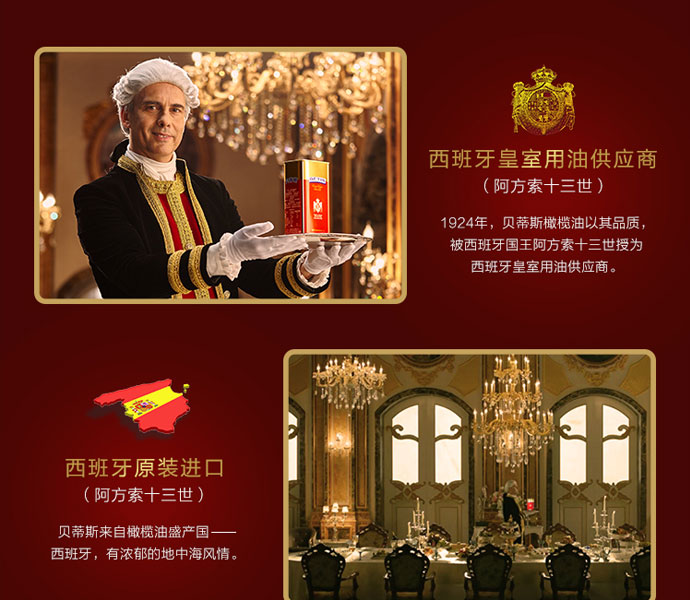 西班牙皇室用油供应商
（阿方索十三世）
1924年，贝蒂斯橄榄油以其品质，
被西班牙国王阿方索十三世授为
西班牙皇室用油供应商。
西班牙原装进口
（阿方索十三世）
贝蒂斯来自橄榄油盛产国——
西班牙，有浓郁的地中海风情。